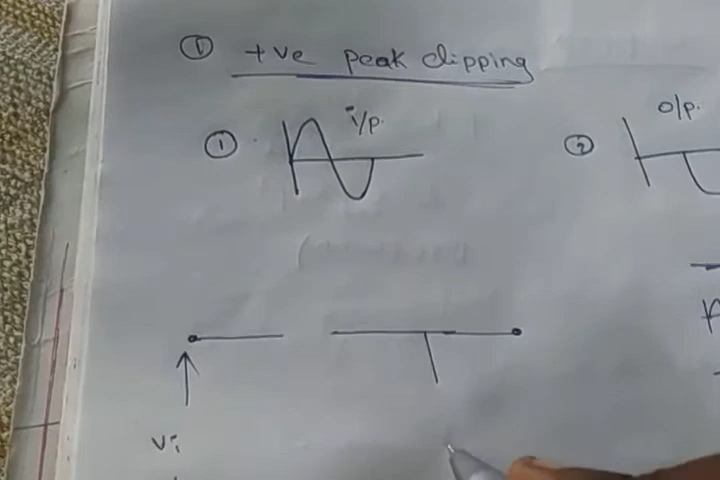 ① +ve peak clipping
① i/p.
② o/p.
Vi